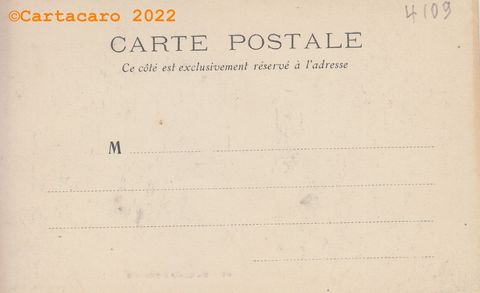 ©Cartacaro 2022
4109
CARTE POSTALE
Ce côté est exclusivement réservé à l'adresse
M